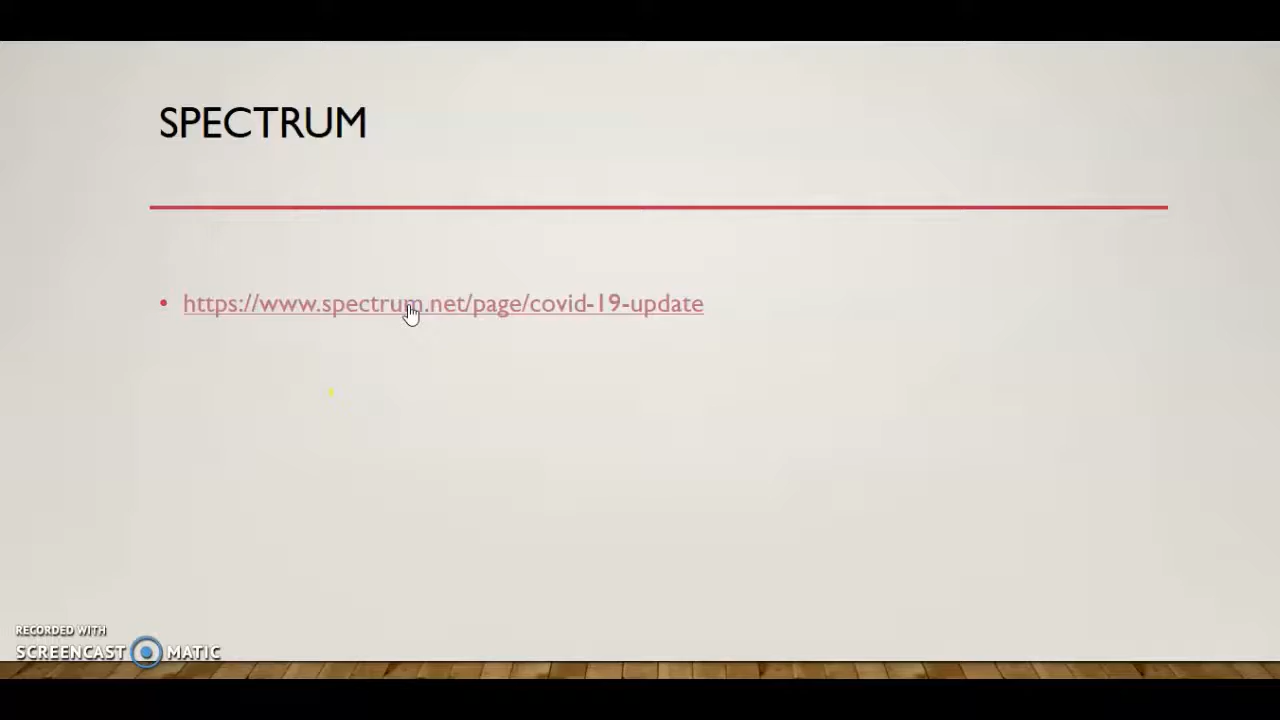 SPECTRUM
• https://www.spectrum.net/page/covid-19-update
RECORDED WITH
SCREENCAST MATIC